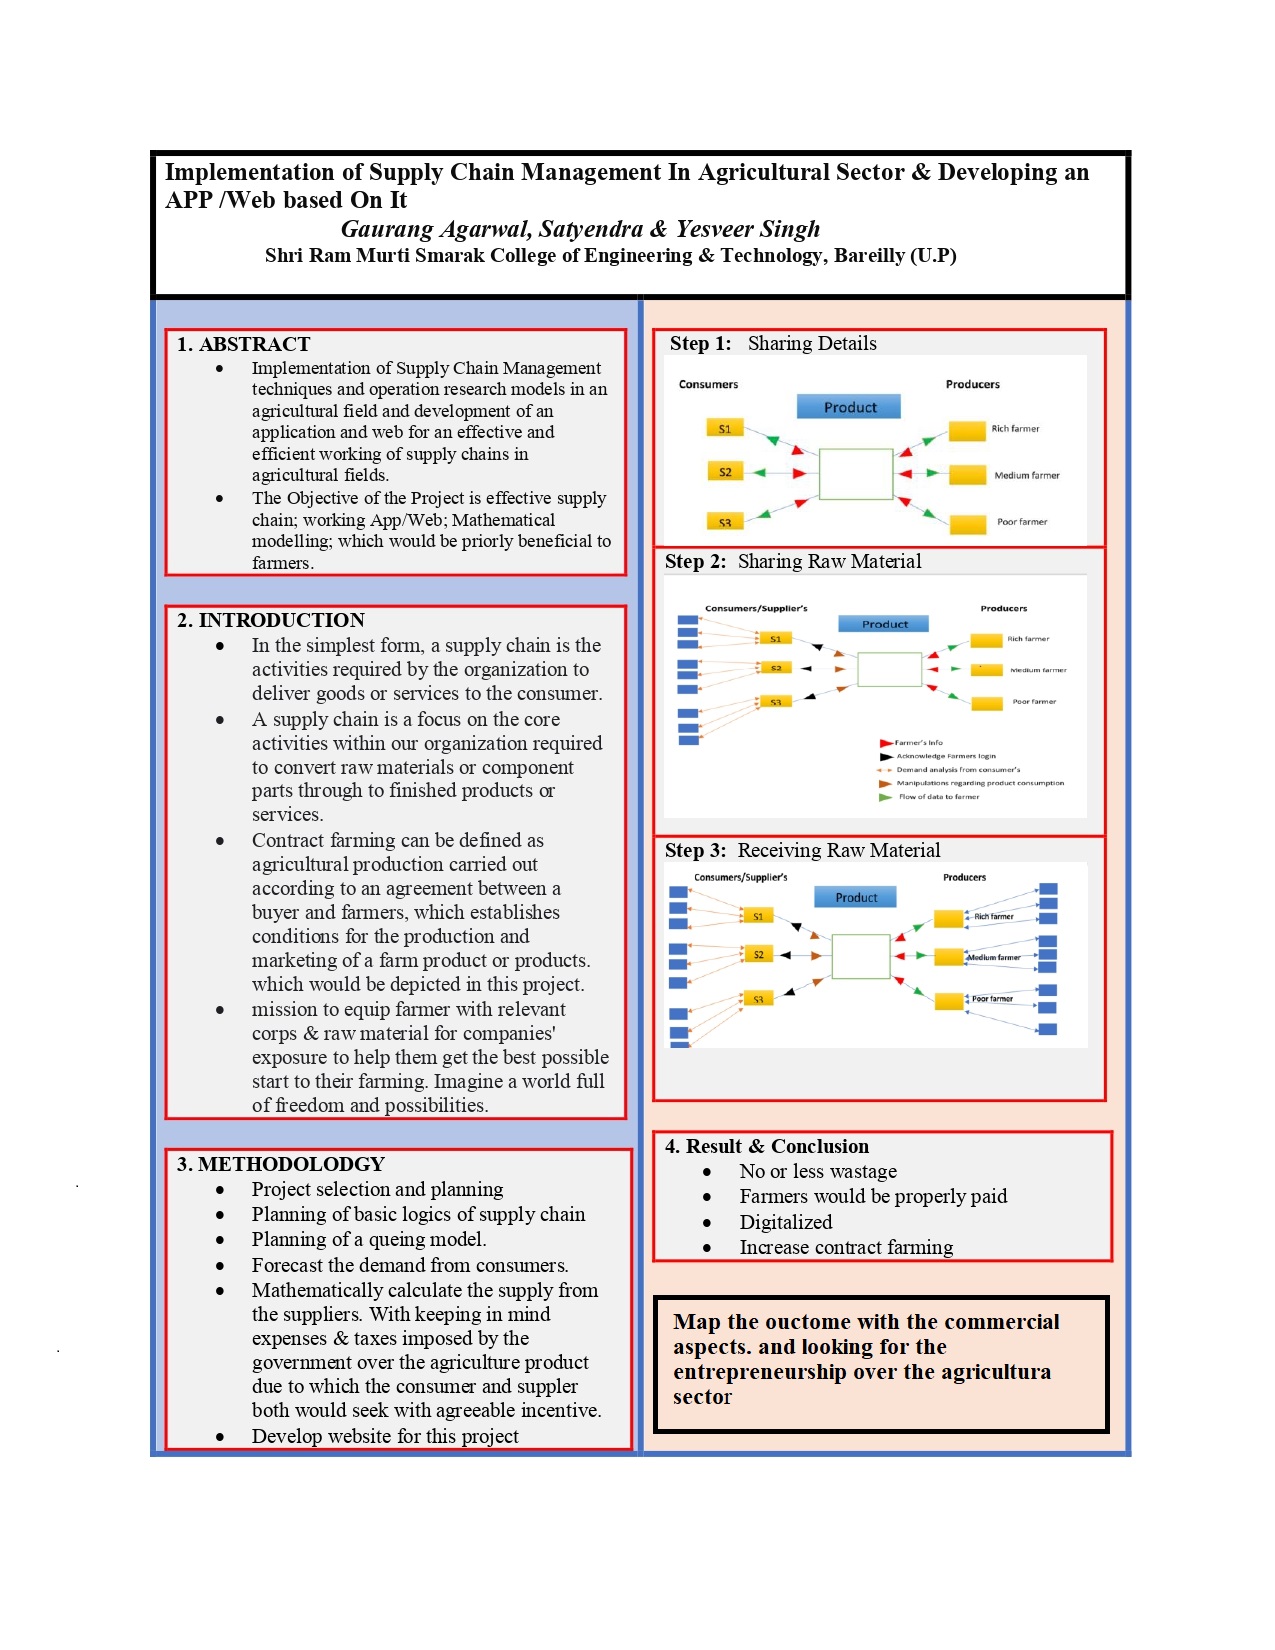 Implementation of Supply Chain Management In Agricultural Sector & Developing an
APP /Web based On It
Gaurang Agarwal, Satyendra & Yesveer Singh
Shri Ram Murti Smarak College of Engineering & Technology, Bareilly (U.P)
1. ABSTRACT
• Implementation of Supply Chain Management
techniques and operation research models in an
agricultural field and development of an
application and web for an effective and
efficient working of supply chains in
agricultural fields.
• The Objective of the Project is effective supply
chain; working App/Web; Mathematical
modelling; which would be priorly beneficial to
farmers.
2. INTRODUCTION
• In the simplest form, a supply chain is the
activities required by the organization to
deliver goods or services to the consumer.
• A supply chain is a focus on the core
activities within our organization required
to convert raw materials or component
parts through to finished products or
services.
• Contract farming can be defined as
agricultural production carried out
according to an agreement between a
buyer and farmers, which establishes
conditions for the production and
marketing of a farm product or products.
which would be depicted in this project.
• mission to equip farmer with relevant
corps & raw material for companies'
exposure to help them get the best possible
start to their farming. Imagine a world full
of freedom and possibilities.
3. METHODOLODGY
• Project selection and planning
• Planning of basic logics of supply chain
• Planning of a queing model.
• Forecast the demand from consumers.
• Mathematically calculate the supply from
the suppliers. With keeping in mind
expenses & taxes imposed by the
government over the agriculture product
due to which the consumer and suppler
both would seek with agreeable incentive.
• Develop website for this project
Step 1: Sharing Details
Consumers
Producers
Product
S1
Rich farmer
S2
Medium farmer
S3
Poor farmer
Step 2: Sharing Raw Material
Consumers/Supplier's
Producers
Product
S1
Rich farmer
S2
Medium farmer
S3
Poor farmer
Farmer's Info
Acknowledge Farmers login
Demand analysis from consumer's
Manipulations regarding product consumption
Flow of data to farmer
Step 3: Receiving Raw Material
Consumers/Supplier's
Producers
Product
S1
Rich farmer
S2
Medium farmer
S3
Poor farmer
4. Result & Conclusion
• No or less wastage
• Farmers would be properly paid
• Digitalized
• Increase contract farming
Map the ouctome with the commercial
aspects. and looking for the
entrepreneurship over the agricultura
sector